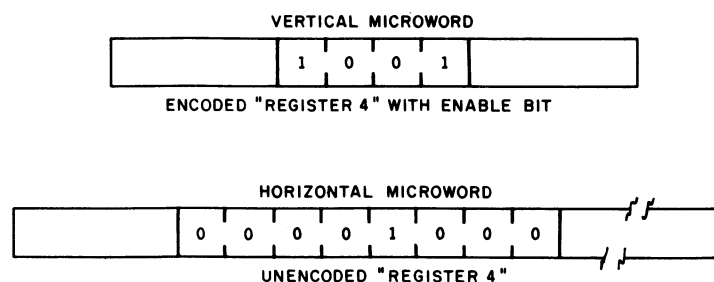 VERTICAL MICROWORD
1 0 0 1
ENCODED "REGISTER 4" WITH ENABLE BIT
HORIZONTAL MICROWORD
0 0 0 0 1 0 0 0
UNENCODED "REGISTER 4"